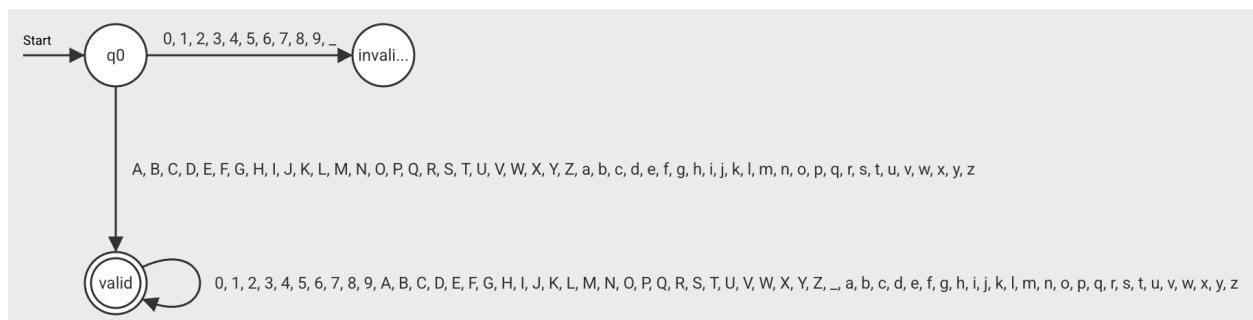 Start
q0
0, 1, 2, 3, 4, 5, 6, 7, 8, 9, _
invali...
A, B, C, D, E, F, G, H, I, J, K, L, M, N, O, P, Q, R, S, T, U, V, W, X, Y, Z, a, b, c, d, e, f, g, h, i, j, k, l, m, n, o, p, q, r, s, t, u, v, w, x, y, z
valid
0, 1, 2, 3, 4, 5, 6, 7, 8, 9, A, B, C, D, E, F, G, H, I, J, K, L, M, N, O, P, Q, R, S, T, U, V, W, X, Y, Z, _, a, b, c, d, e, f, g, h, i, j, k, l, m, n, o, p, q, r, s, t, u, v, w, x, y, z